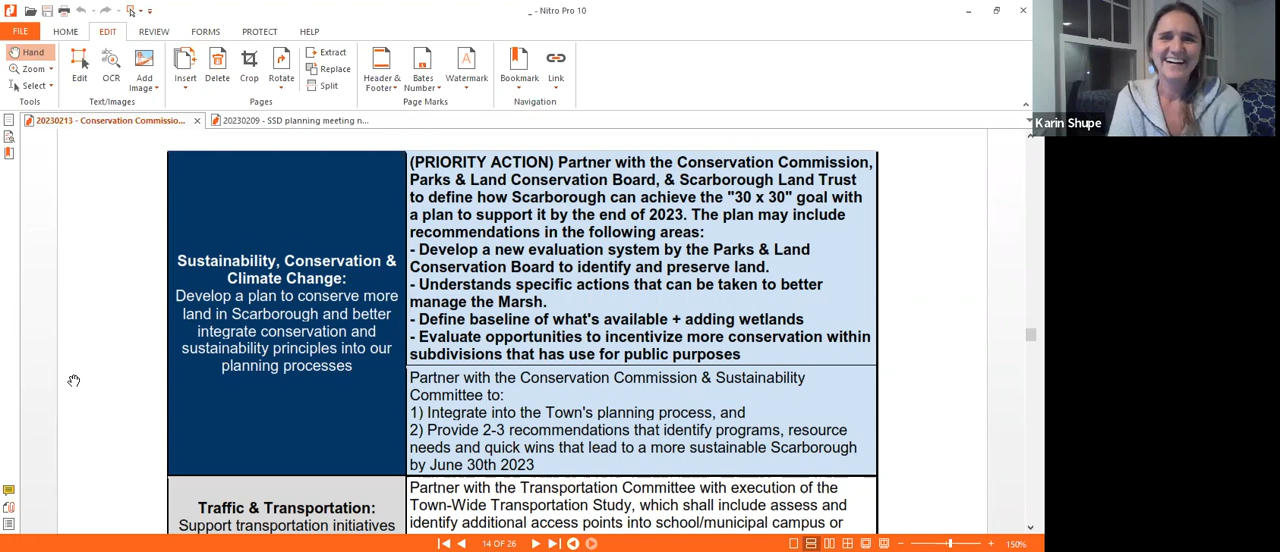 _ - Nitro Pro 10
FILE HOME EDIT REVIEW FORMS PROTECT HELP
Hand
Zoom
Select
Tools
Edit
OCR
Add
Image
Text/Images
Insert
Delete
Crop
Rotate
Extract
Replace
Split
Pages
Header &
Footer
Bates
Number
Watermark
Page Marks
Bookmark
Link
Navigation
20230213 - Conservation Commissio...
20230209 - SSD planning meeting n...
Karin Shupe
Sustainability, Conservation &
Climate Change:
Develop a plan to conserve more
land in Scarborough and better
integrate conservation and
sustainability principles into our
planning processes
(PRIORITY ACTION) Partner with the Conservation Commission,
Parks & Land Conservation Board, & Scarborough Land Trust
to define how Scarborough can achieve the "30 x 30" goal with
a plan to support it by the end of 2023. The plan may include
recommendations in the following areas:
- Develop a new evaluation system by the Parks & Land
Conservation Board to identify and preserve land.
- Understands specific actions that can be taken to better
manage the Marsh.
- Define baseline of what's available + adding wetlands
- Evaluate opportunities to incentivize more conservation within
subdivisions that has use for public purposes
Partner with the Conservation Commission & Sustainability
Committee to:
1) Integrate into the Town's planning process, and
2) Provide 2-3 recommendations that identify programs, resource
needs and quick wins that lead to a more sustainable Scarborough
by June 30th 2023
Traffic & Transportation:
Support transportation initiatives
Partner with the Transportation Committee with execution of the
Town-Wide Transportation Study, which shall include assess and
identify additional access points into school/municipal campus or
14 OF 26
150%